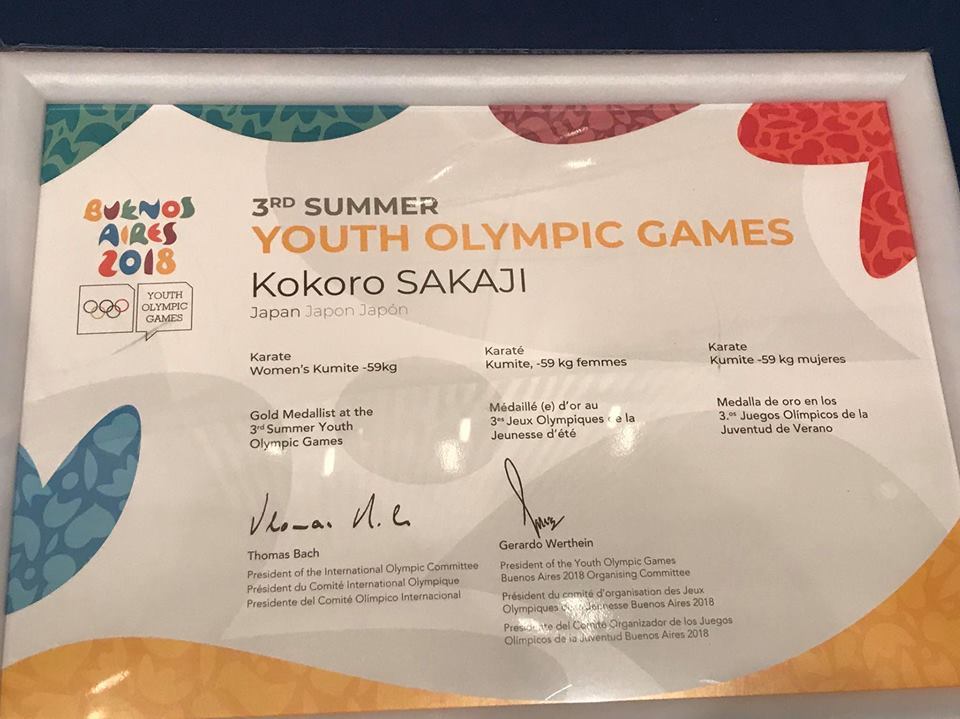 BUENOS
AIRES
2018
YOUTH
OLYMPIC
GAMES
3RD SUMMER
YOUTH OLYMPIC GAMES
Kokoro SAKAJI
Japan Japon Japón
Karate
Women's Kumite -59kg
Karaté
Kumite, -59 kg femmes
Karate
Kumite -59 kg mujeres
Gold Medallist at the
3rd Summer Youth
Olympic Games
Médaillé (e) d'or au
3es Jeux Olympiques de la
Jeunesse d'été
Medalla de oro en los
3.os Juegos Olímpicos de la
Juventud de Verano
Thomas Bach
President of the International Olympic Committee
Président du Comité International Olympique
Presidente del Comité Olímpico Internacional
Gerardo Werthein
President of the Youth Olympic Games
Buenos Aires 2018 Organising Committee
Président du comité d'organisation des Jeux
Olympiques de la Jeunesse Buenos Aires 2018
Presidente del Comité Organizador de los Juegos
Olímpicos de la Juventud Buenos Aires 2018